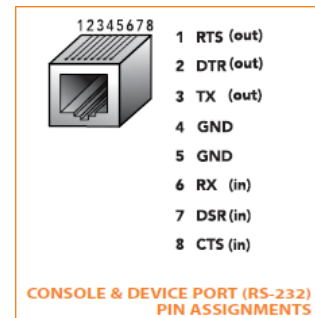 12345678
1 RTS (out)
2 DTR (out)
3 TX (out)
4 GND
5 GND
6 RX (in)
7 DSR (in)
8 CTS (in)
CONSOLE & DEVICE PORT (RS-232)
PIN ASSIGNMENTS